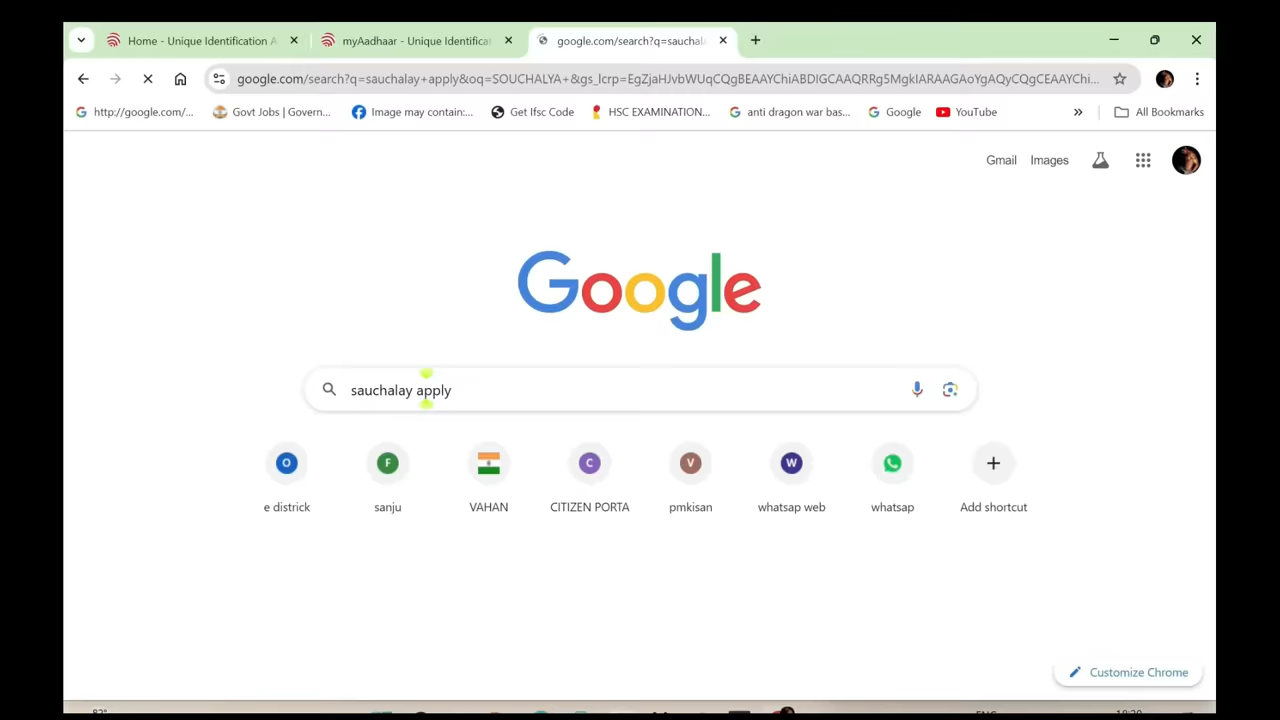 Home - Unique Identification A
myAadhaar - Unique Identificat
google.com/search?q=sauchal
google.com/search?q=sauchalay+apply&oq=SOUCHALYA+&gs_lcrp=EgZjaHJvbWUqCQgBEAAYChiABDIGCAAQRRg5MgkIARAAGAoYgAQyCQgCEAAYChi...
http://google.com/...
Govt Jobs | Govern...
Image may contain:...
Get Ifsc Code
HSC EXAMINATION...
anti dragon war bas...
Google
YouTube
»
All Bookmarks
Gmail
Images
Google
sauchalay apply
O
F
C
V
W
e districk
sanju
VAHAN
CITIZEN PORTA
pmkisan
whatsap web
whatsap
Add shortcut
Customize Chrome